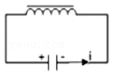 + - i